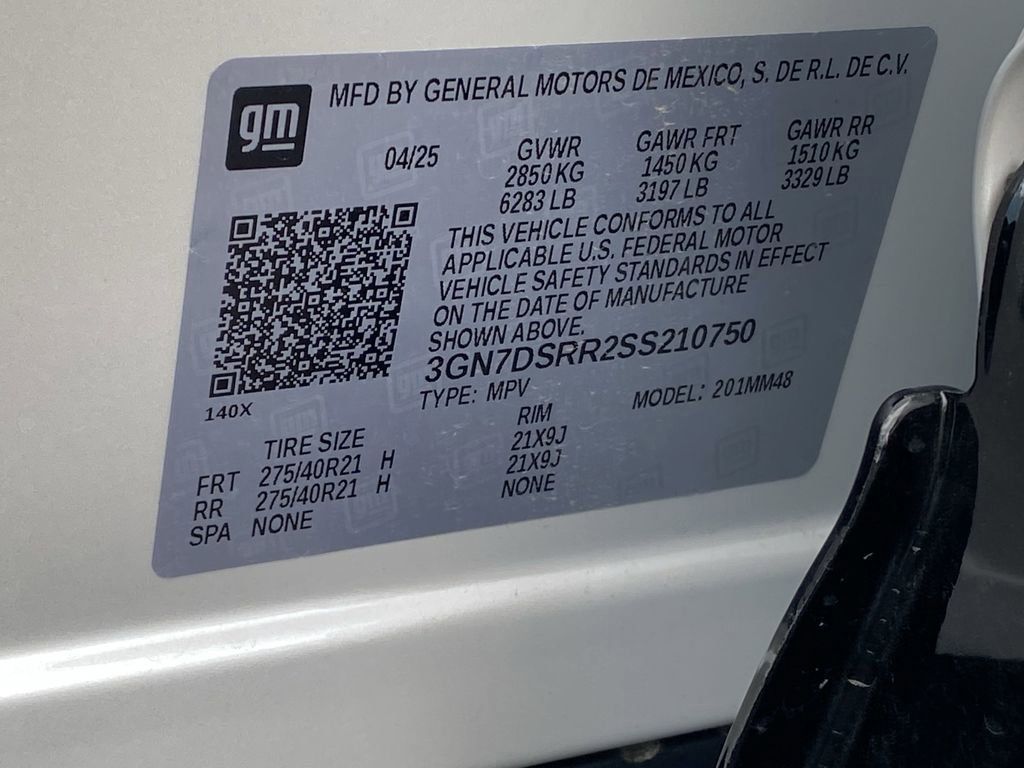 gm
MFD BY GENERAL MOTORS DE MEXICO, S. DE R.L. DE C.V.
04/25
GVWR GAWR FRT GAWR RR
2850 KG 1450 KG 1510 KG
6283 LB 3197 LB 3329 LB
THIS VEHICLE CONFORMS TO ALL
APPLICABLE U.S. FEDERAL MOTOR
VEHICLE SAFETY STANDARDS IN EFFECT
ON THE DATE OF MANUFACTURE
SHOWN ABOVE.
3GN7DSRR2SS210750
TYPE: MPV MODEL: 201MM48
140X
TIRE SIZE RIM
FRT 275/40R21 H 21X9J
RR 275/40R21 H 21X9J
SPA NONE NONE